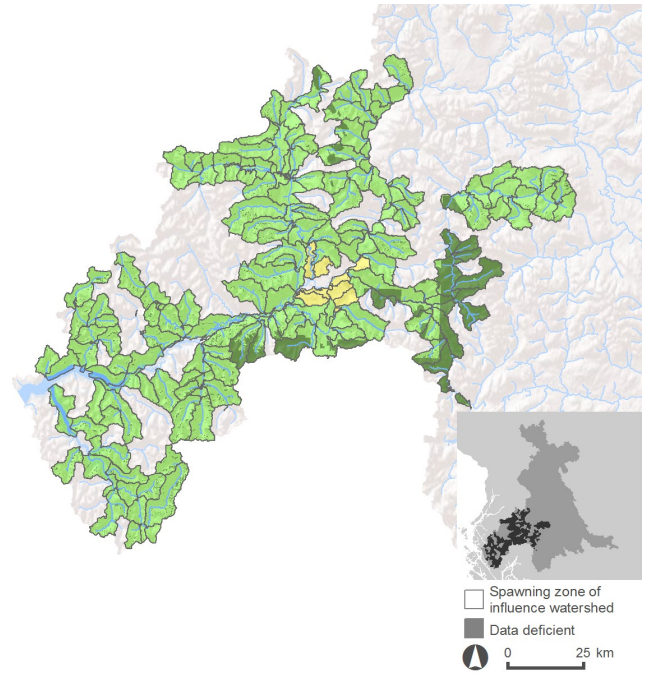 Spawning zone of
influence watershed
Data deficient
0 25 km